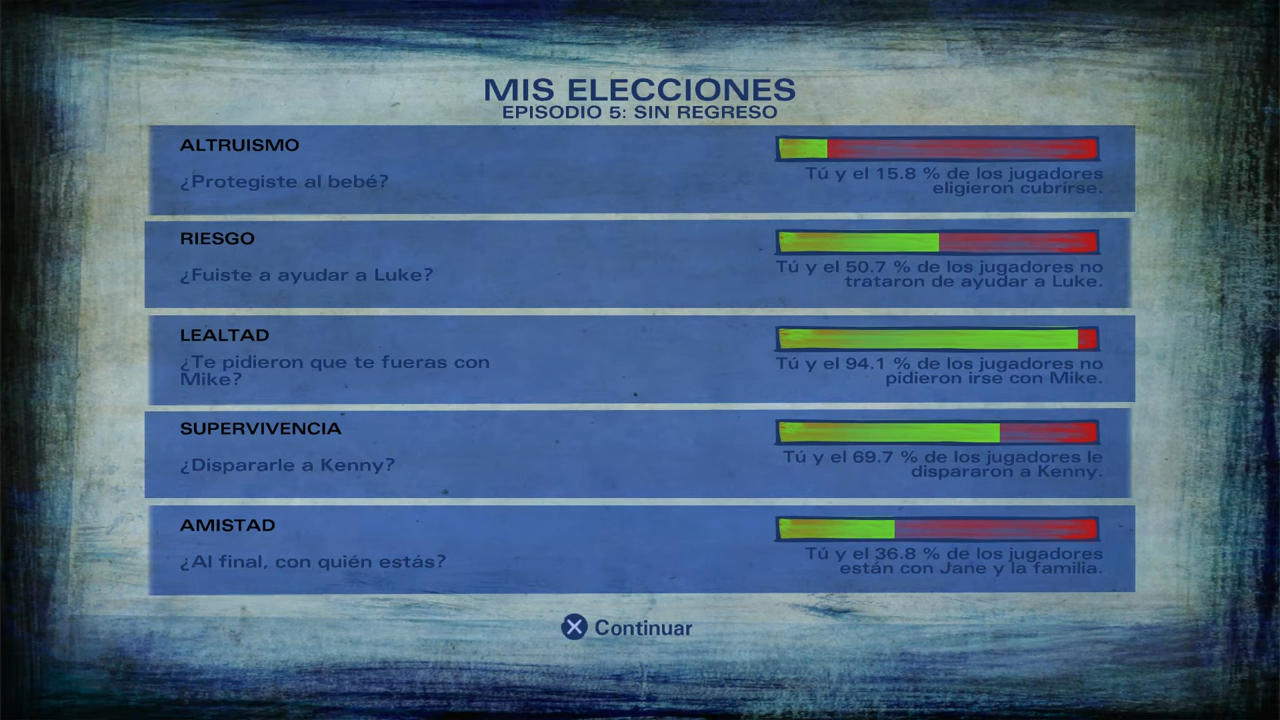 MIS ELECCIONES
EPISODIO 5: SIN REGRESO
ALTRUISMO
¿Protegiste al bebé?
Tú y el 15.8 % de los jugadores
eligieron cubrirse.
RIESGO
¿Fuiste a ayudar a Luke?
Tú y el 50.7 % de los jugadores no
trataron de ayudar a Luke.
LEALTAD
¿Te pidieron que te fueras con
Mike?
Tú y el 94.1 % de los jugadores no
pidieron irse con Mike.
SUPERVIVENCIA
¿Dispararle a Kenny?
Tú y el 69.7 % de los jugadores le
dispararon a Kenny.
AMISTAD
¿Al final, con quién estás?
Tú y el 36.8 % de los jugadores
están con Jane y la familia.
Continuar